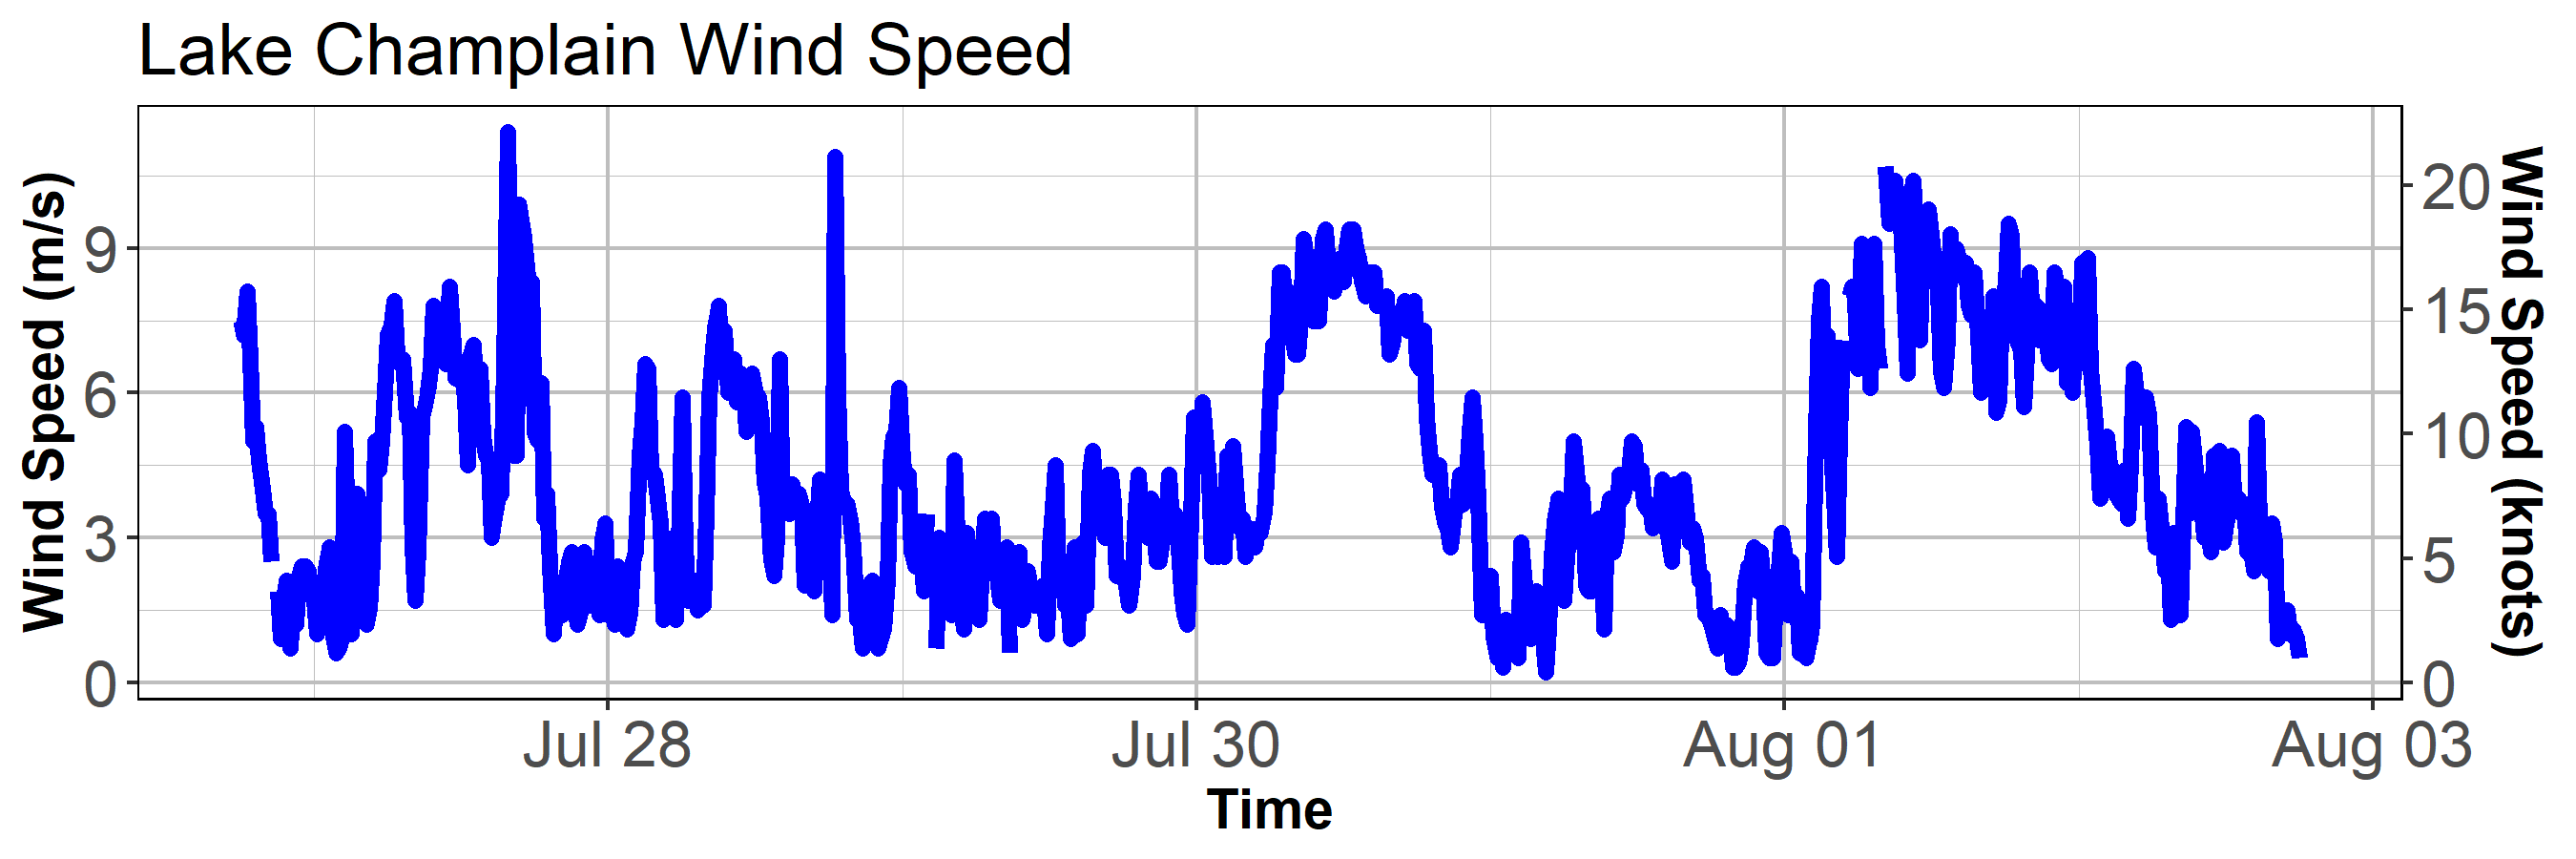 Lake Champlain Wind Speed
Wind Speed (m/s)
9
6
3
0
20
15
10
5
0
Wind Speed (knots)
Jul 28
Jul 30
Aug 01
Aug 03
Time